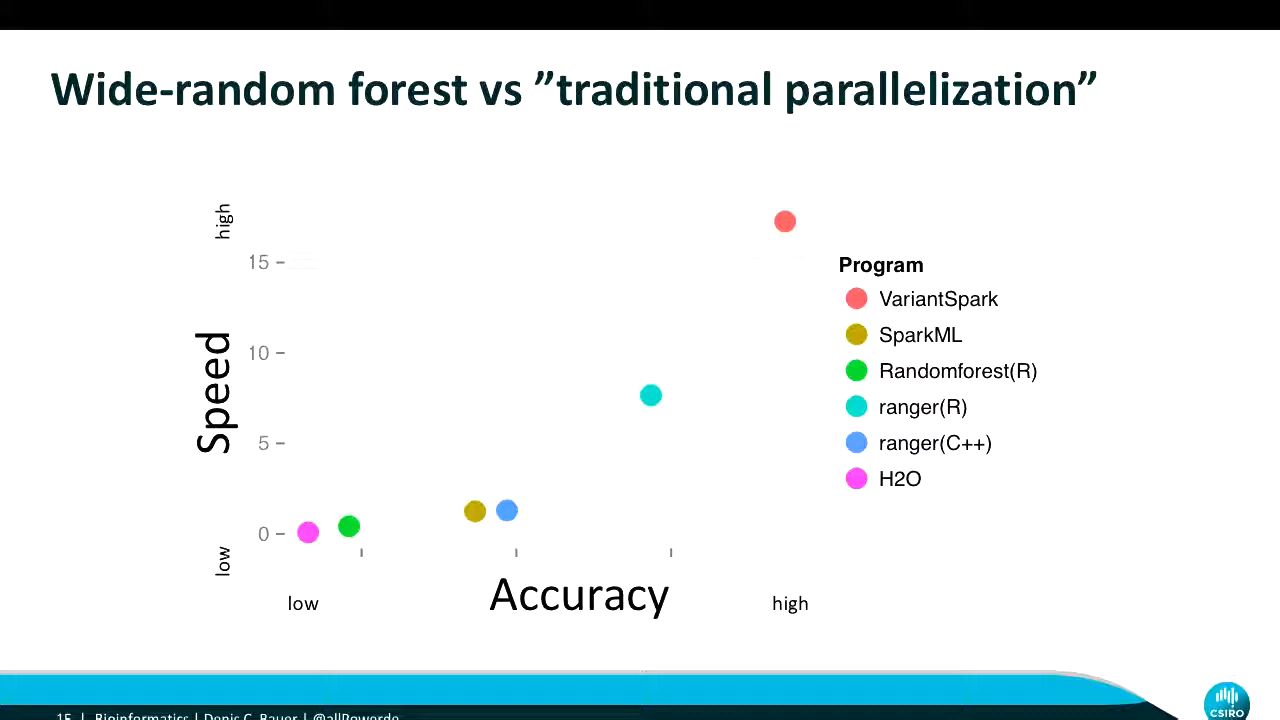 Wide-random forest vs ”traditional parallelization”
high
15
10
5
0
low
Speed
low
Accuracy
high
Program
VariantSpark
SparkML
Randomforest(R)
ranger(R)
ranger(C++)
H2O
15 | Bioinformatics | Denis C. Bauer | @allPowerde
CSIRO